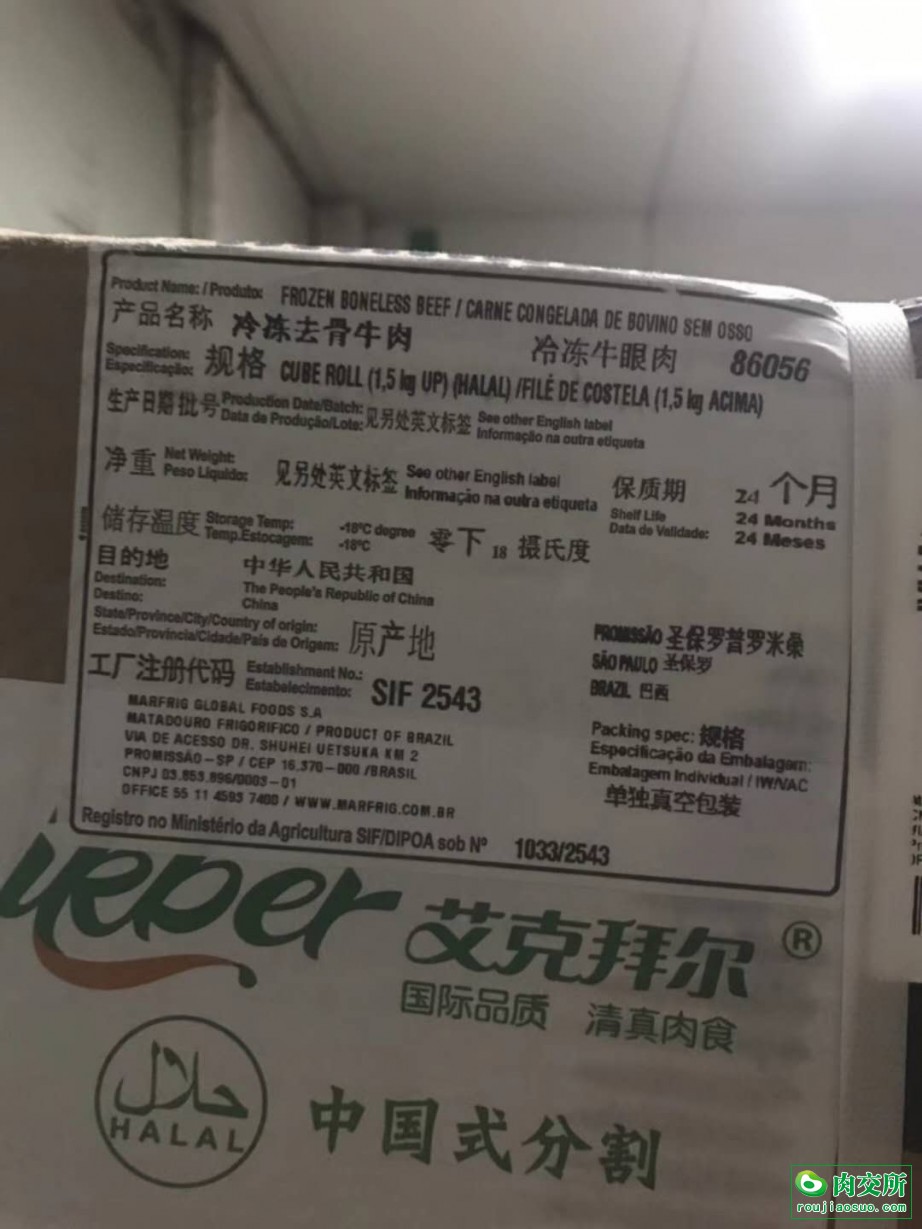 Product Name: / Produto: FROZEN BONELESS BEEF / CARNE CONGELADA DE BOVINO SEM OSSO
产品名称 冷冻去骨牛肉 冷冻牛眼肉 86056
Specification:
Especificação: 规格 CUBE ROLL (1,5 kg UP) (HALAL) /FILÉ DE COSTELA (1,5 kg ACIMA)
生产日期批号 Production Date/Batch: 见另处英文标签 See other English label
Data de Produção/Lote: Informação na outra etiqueta
净重 Net Weight: 见另处英文标签 See other English label
Peso Líquido: Informação na outra etiqueta
保质期 24 个月
Shelf Life 24 Months
Data de Validade: 24 Meses
储存温度 Storage Temp: -18ºC degree 零下 18 摄氏度
Temp.Estocagem: -18ºC
目的地 中华人民共和国
Destination: The People's Republic of China
Destino: China
State/Province/City/Country of origin:
Estado/Província/Cidade/País de Origem: 原产地
PROMISSÃO 圣保罗普罗米桑
SÃO PAULO 圣保罗
BRAZIL 巴西
工厂注册代码 Establishment No.:
Estabelecimento: SIF 2543
MARFRIG GLOBAL FOODS S.A
MATADOURO FRIGORIFICO / PRODUCT OF BRAZIL
VIA DE ACESSO DR. SHUHEI UETSUKA KM 2
PROMISSÃO-SP / CEP 16.370-000 /BRASIL
CNPJ 03.853.896/0003-01
OFFICE 55 11 4593 7400 / WWW.MARFRIG.COM.BR
Packing spec: 规格
Especificação da Embalagem:
Embalagem Individual / IW/VAC
单独真空包装
Registro no Ministério da Agricultura SIF/DIPOA sob Nº 1033/2543
艾克拜尔 ®
国际品质 清真肉食
حلال
HALAL
中国式分割
肉交所
roujiaosuo.com